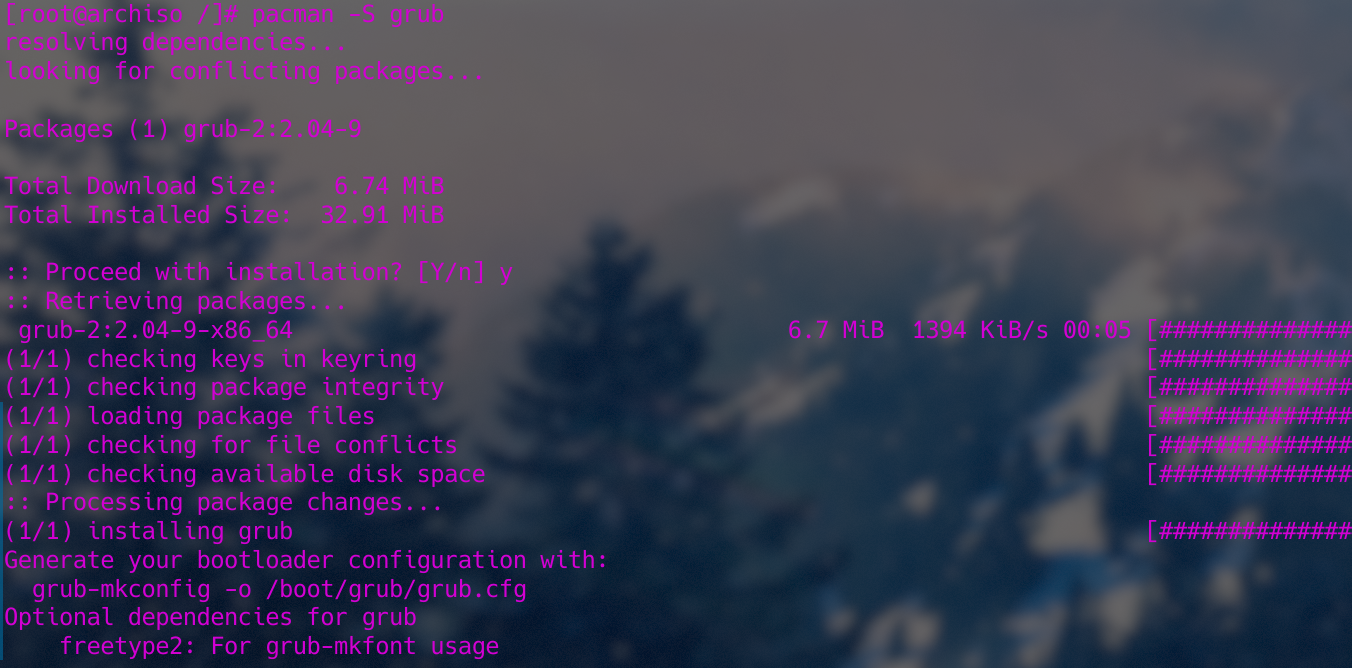 [root@archiso /]# pacman -S grub
resolving dependencies...
looking for conflicting packages...
Packages (1) grub-2:2.04-9
Total Download Size:    6.74 MiB
Total Installed Size:  32.91 MiB
:: Proceed with installation? [Y/n] y
:: Retrieving packages...
 grub-2:2.04-9-x86_64 6.7 MiB  1394 KiB/s 00:05 [##############
(1/1) checking keys in keyring [##############
(1/1) checking package integrity [##############
(1/1) loading package files [##############
(1/1) checking for file conflicts [##############
(1/1) checking available disk space [##############
:: Processing package changes...
(1/1) installing grub [##############
Generate your bootloader configuration with:
  grub-mkconfig -o /boot/grub/grub.cfg
Optional dependencies for grub
    freetype2: For grub-mkfont usage